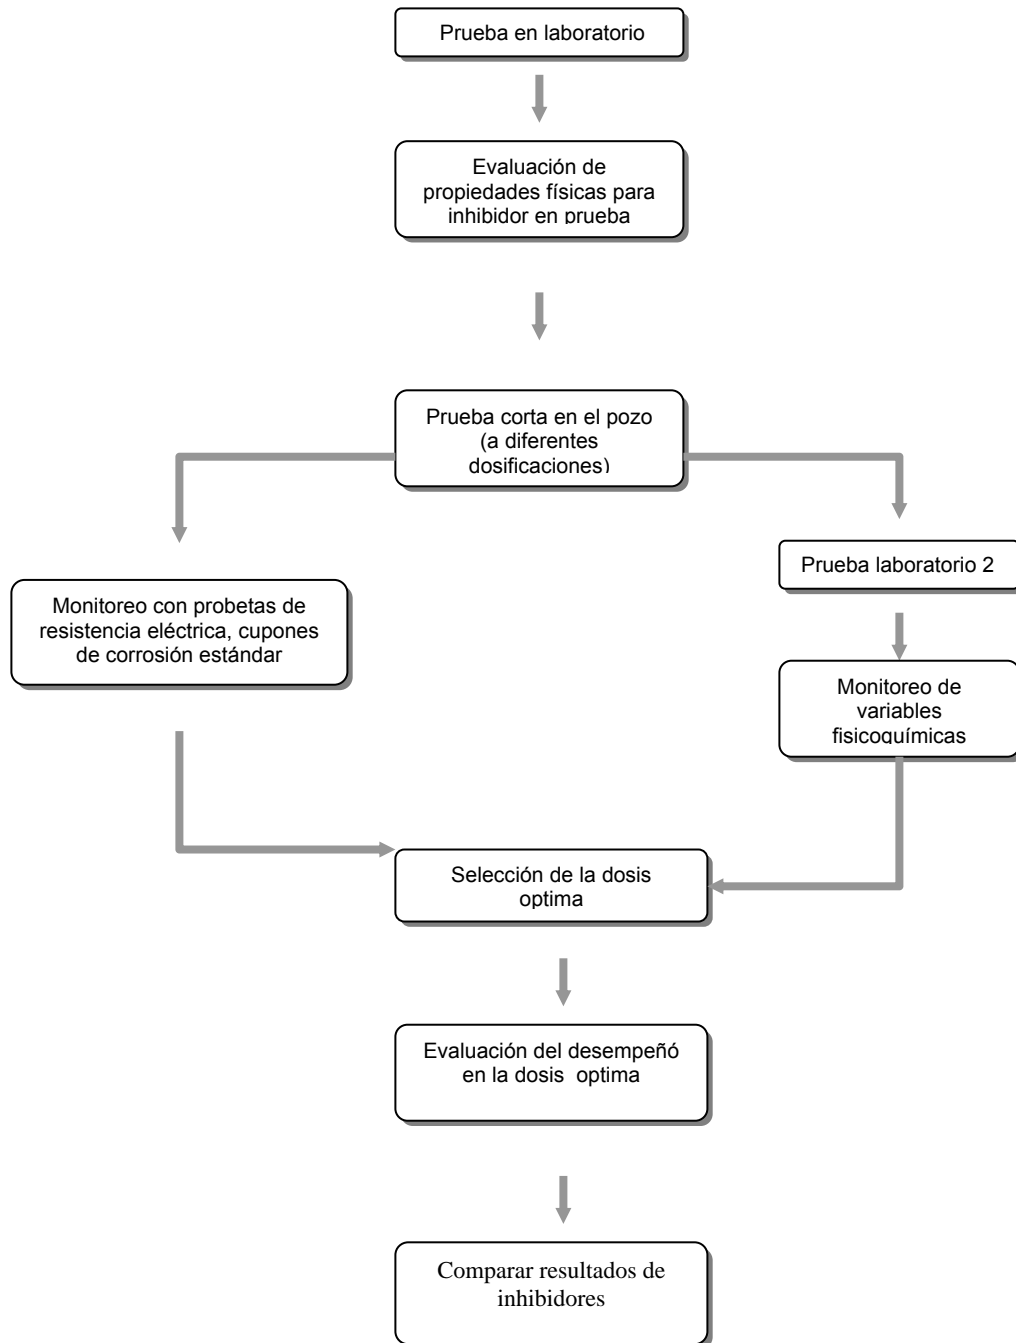 Prueba en laboratorio
Evaluación de
propiedades físicas para
inhibidor en prueba
Prueba corta en el pozo
(a diferentes
dosificaciones)
Prueba laboratorio 2
Monitoreo con probetas de
resistencia eléctrica, cupones
de corrosión estándar
Monitoreo de
variables
fisicoquímicas
Selección de la dosis
optima
Evaluación del desempeñó
en la dosis optima
Comparar resultados de
inhibidores